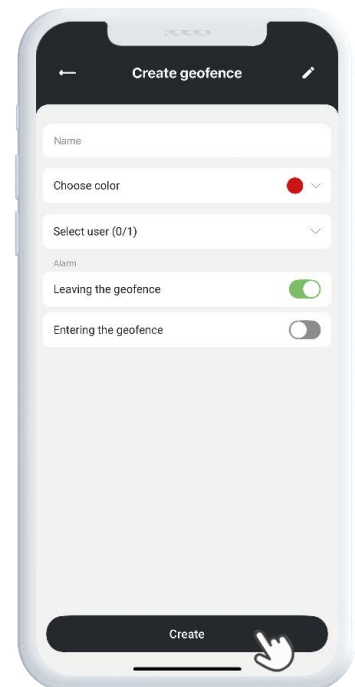 Create geofence
Name
Choose color
Select user (0/1)
Alarm
Leaving the geofence
Entering the geofence
Create